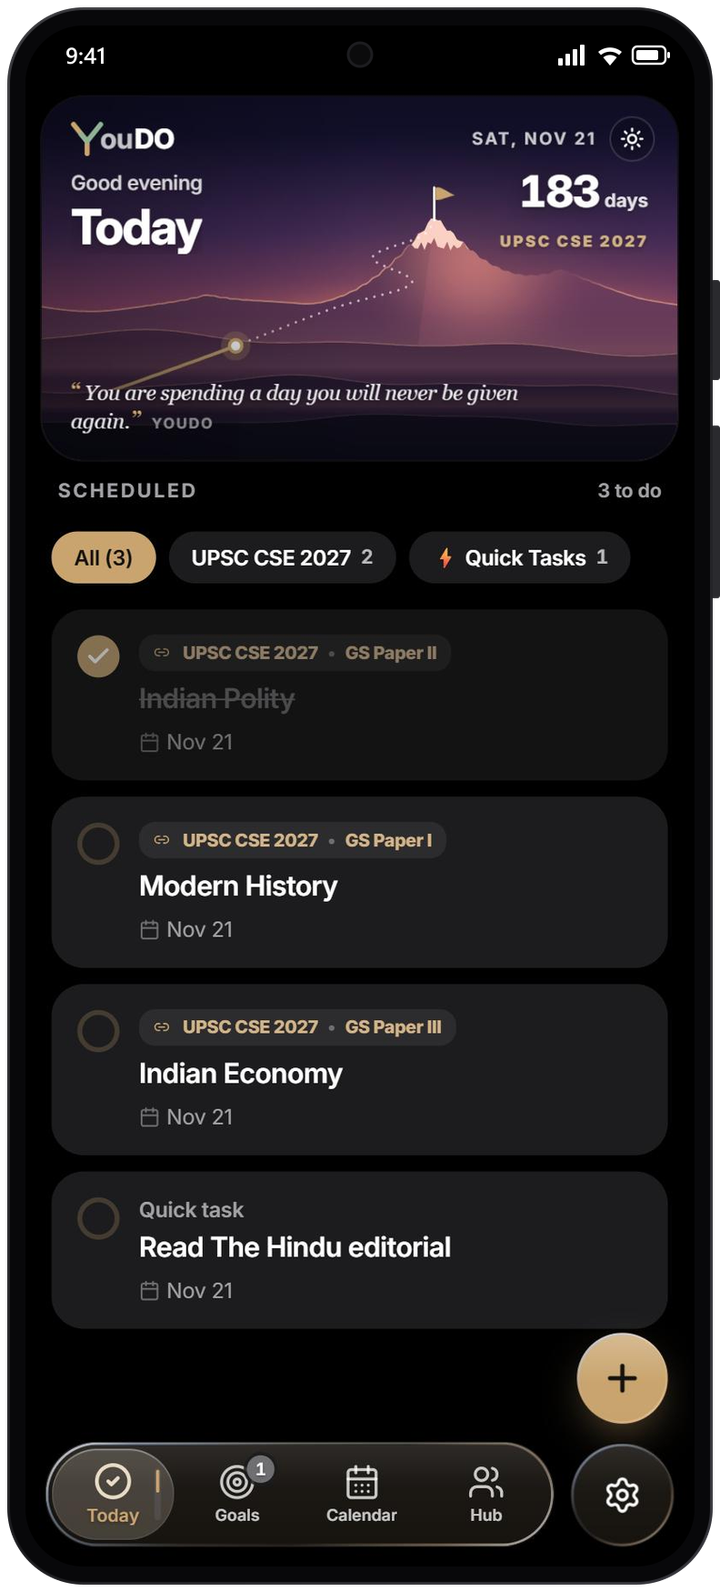 9:41
YouDO
SAT, NOV 21
Good evening
183 days
Today
UPSC CSE 2027
“You are spending a day you will never be given
again.” YOUDO
SCHEDULED
3 to do
All (3)
UPSC CSE 2027 2
Quick Tasks 1
UPSC CSE 2027 • GS Paper II
Indian Polity
Nov 21
UPSC CSE 2027 • GS Paper I
Modern History
Nov 21
UPSC CSE 2027 • GS Paper III
Indian Economy
Nov 21
Quick task
Read The Hindu editorial
Nov 21
1
Today
Goals
Calendar
Hub